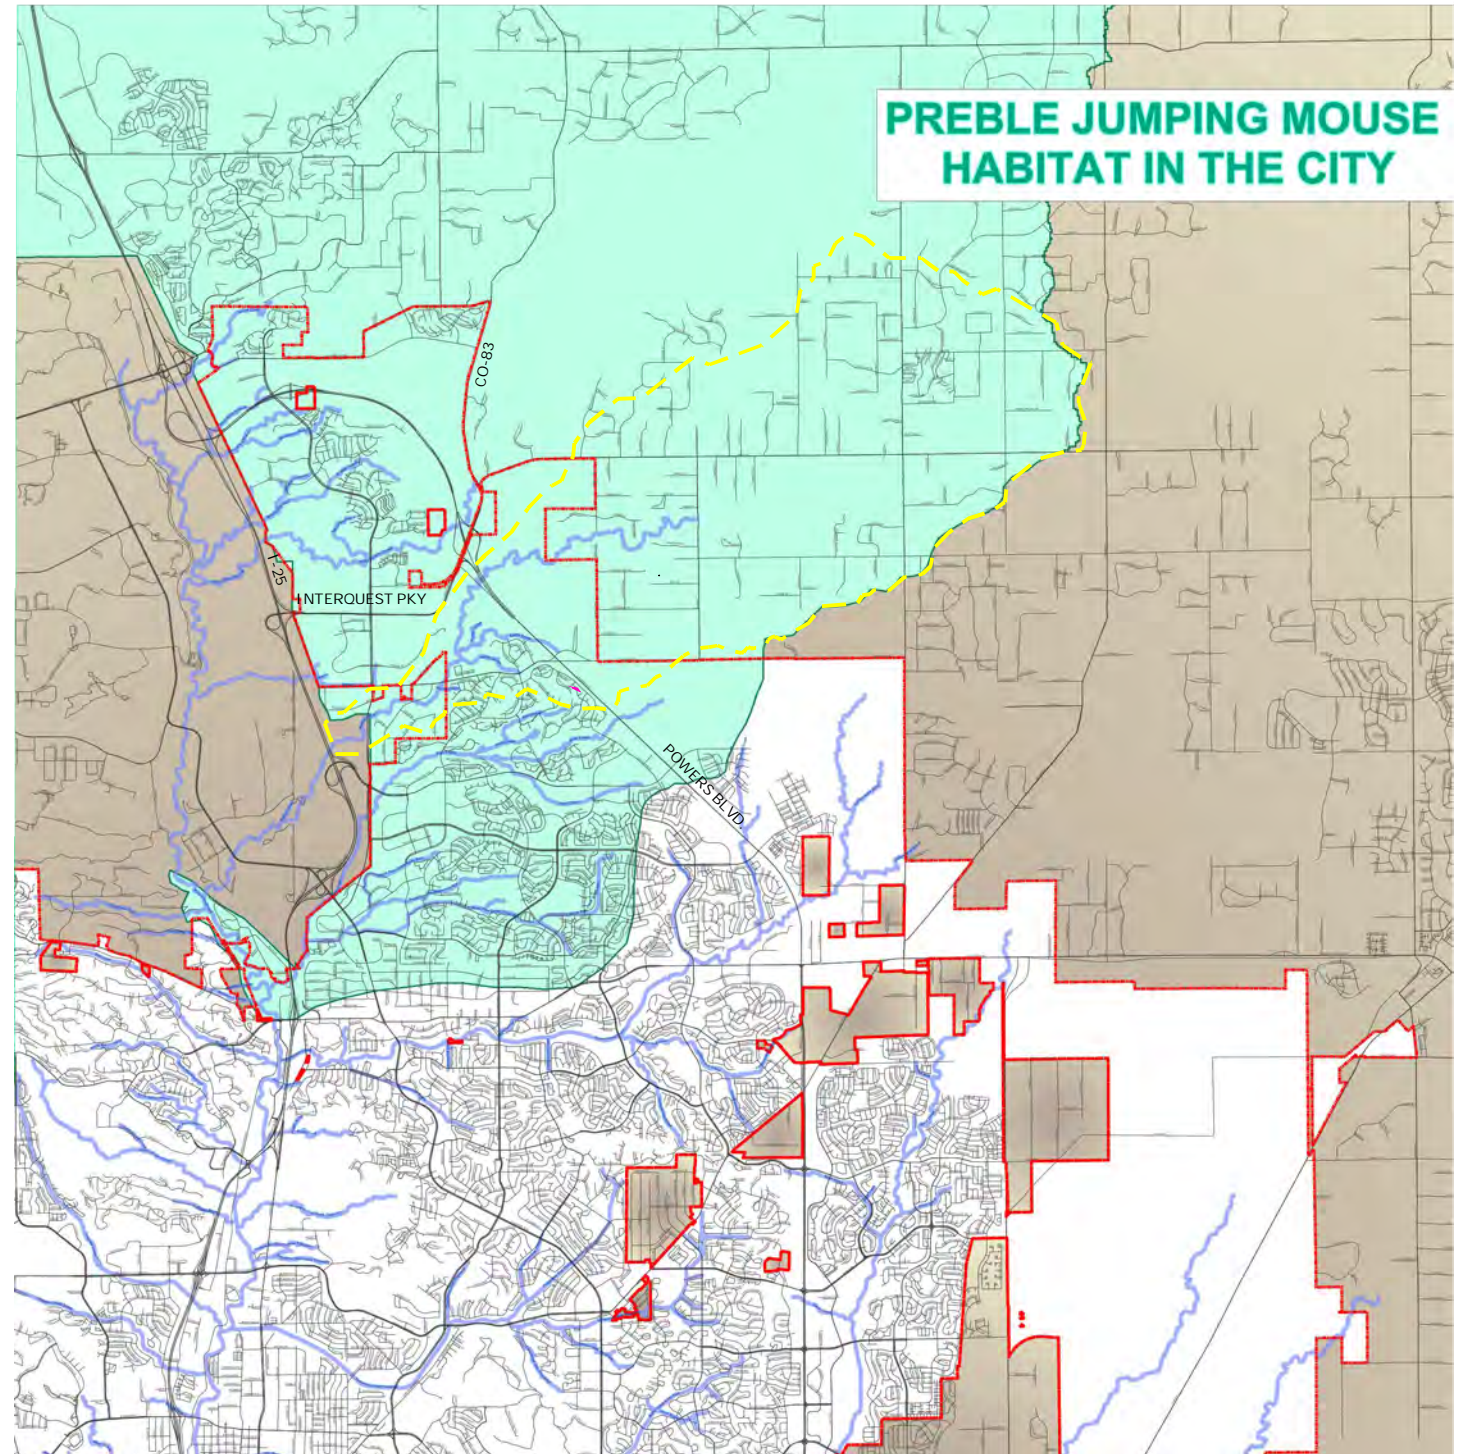 PREBLE JUMPING MOUSE
HABITAT IN THE CITY
CO-83
I-25
INTERQUEST PKY
POWERS BLVD.